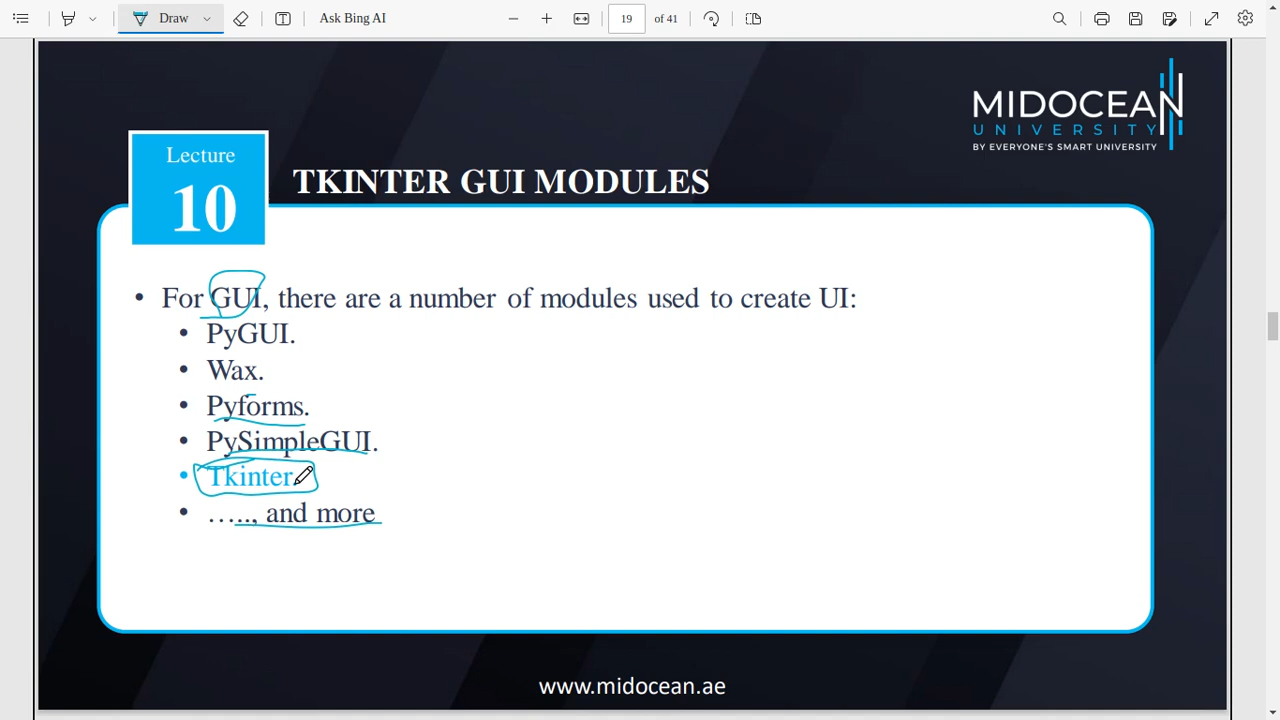 Draw
Ask Bing AI
19 of 41
MIDOCEAN
UNIVERSITY
BY EVERYONE'S SMART UNIVERSITY
Lecture
10
TKINTER GUI MODULES
• For GUI, there are a number of modules used to create UI:
• PyGUI.
• Wax.
• Pyforms.
• PySimpleGUI.
• Tkinter
• ….., and more
www.midocean.ae